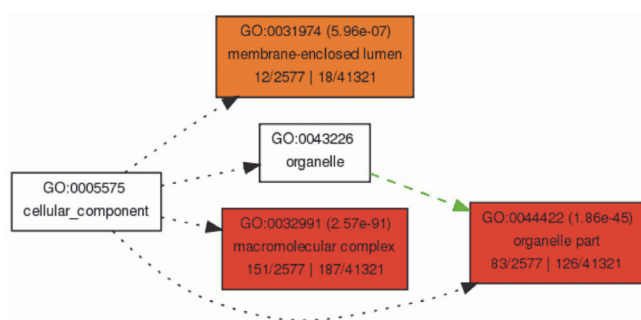 GO:0031974 (5.96e-07)
membrane-enclosed lumen
12/2577 | 18/41321
GO:0043226
organelle
GO:0005575
cellular_component
GO:0032991 (2.57e-91)
macromolecular complex
151/2577 | 187/41321
GO:0044422 (1.86e-45)
organelle part
83/2577 | 126/41321